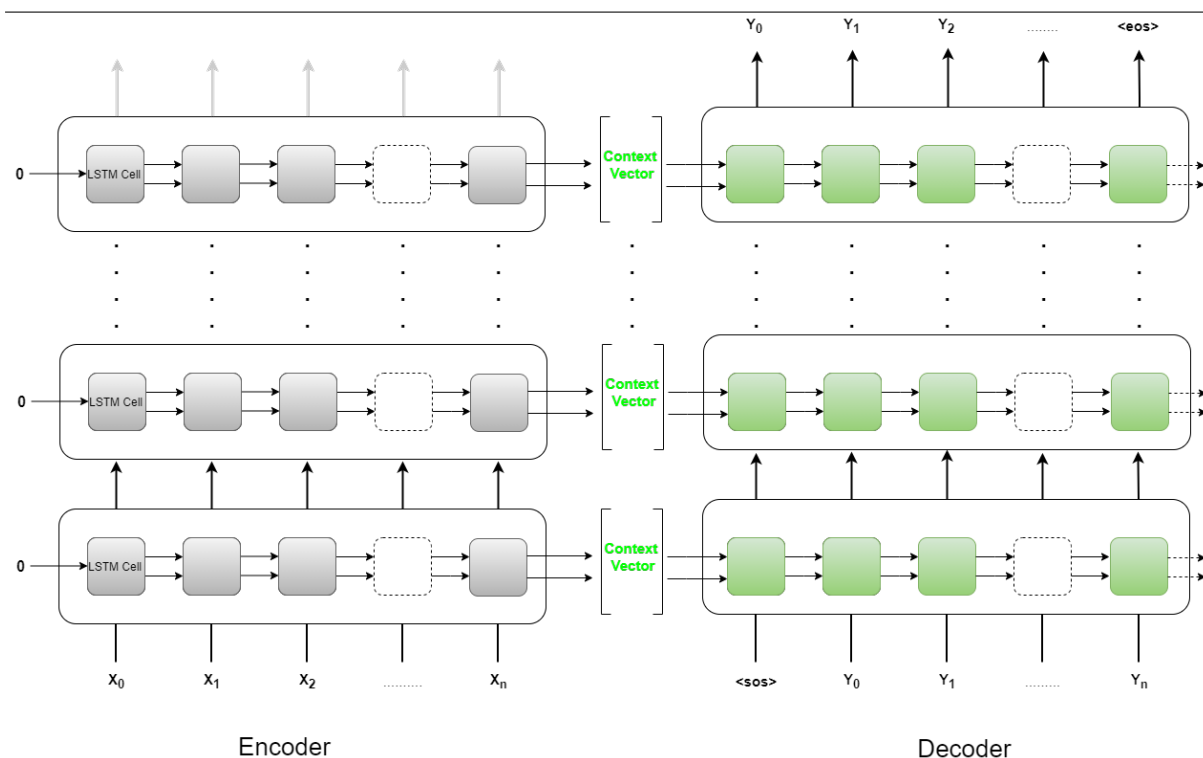 Y₀ Y₁ Y₂ ........ <eos>
0 LSTM Cell Context Vector
0 LSTM Cell Context Vector
0 LSTM Cell Context Vector
X₀ X₁ X₂ .......... Xₙ <sos> Y₀ Y₁ ......... Yₙ
Encoder Decoder